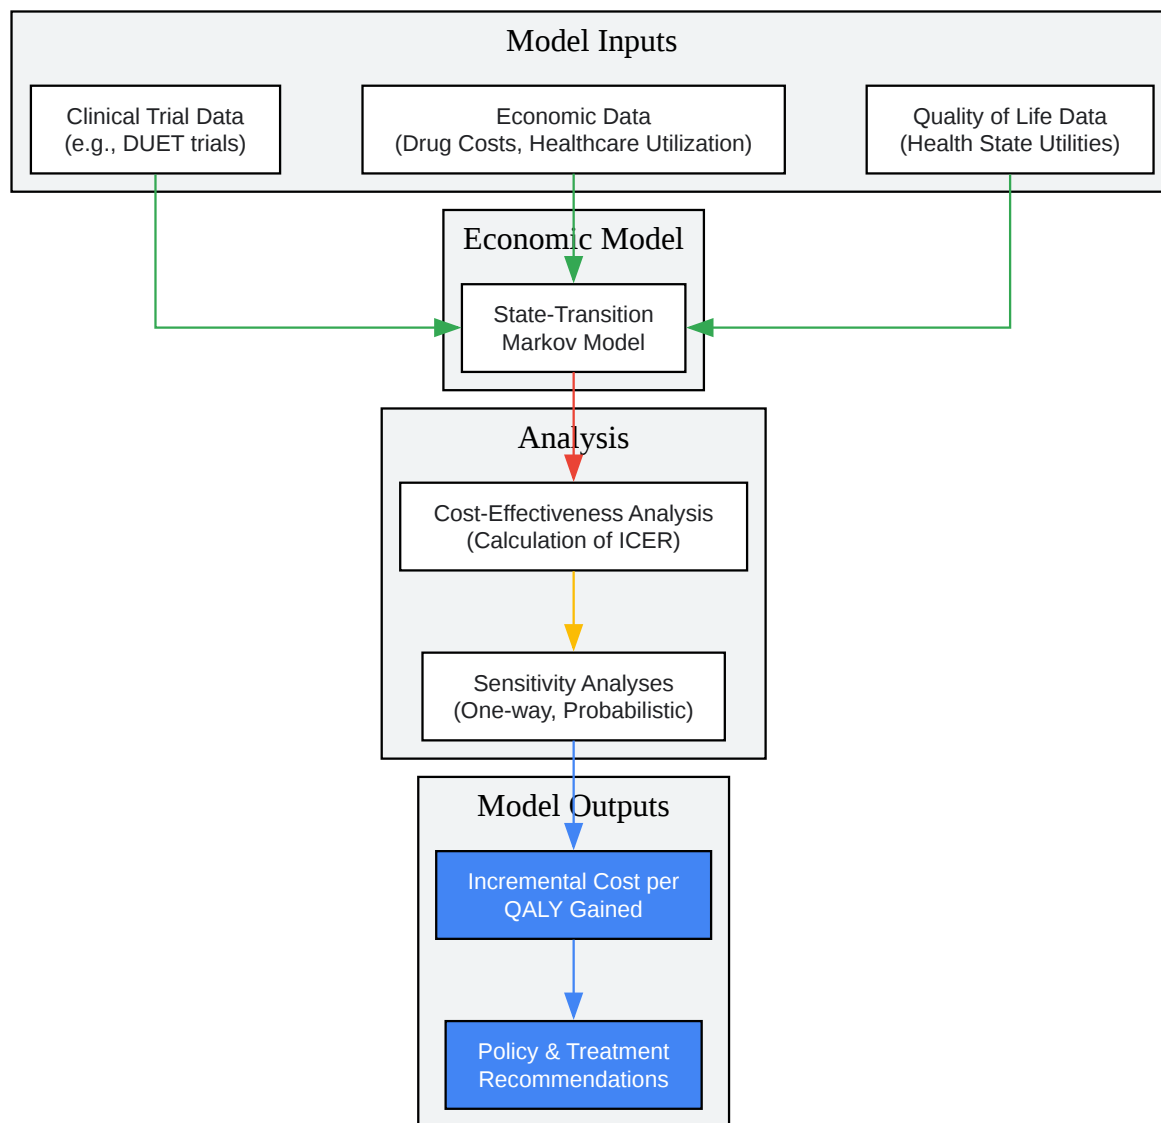 Model Inputs
Clinical Trial Data
(e.g., DUET trials)
Economic Data
(Drug Costs, Healthcare Utilization)
Quality of Life Data
(Health State Utilities)
Economic Model
State-Transition
Markov Model
Analysis
Cost-Effectiveness Analysis
(Calculation of ICER)
Sensitivity Analyses
(One-way, Probabilistic)
Model Outputs
Incremental Cost per
QALY Gained
Policy & Treatment
Recommendations